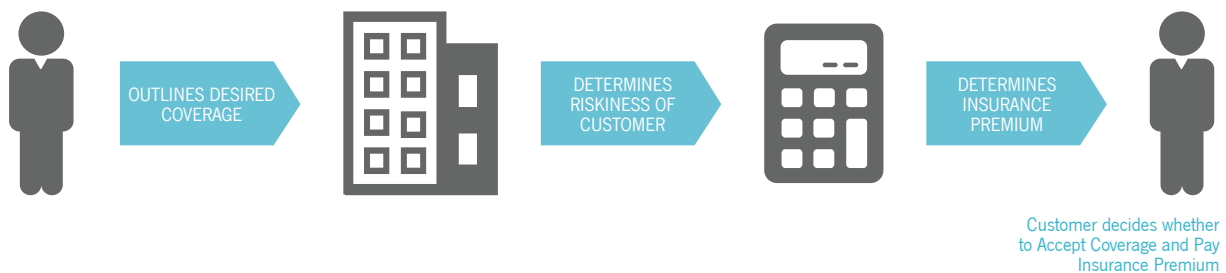 OUTLINES DESIRED
COVERAGE
DETERMINES
RISKINESS OF
CUSTOMER
DETERMINES
INSURANCE
PREMIUM
Customer decides whether
to Accept Coverage and Pay
Insurance Premium